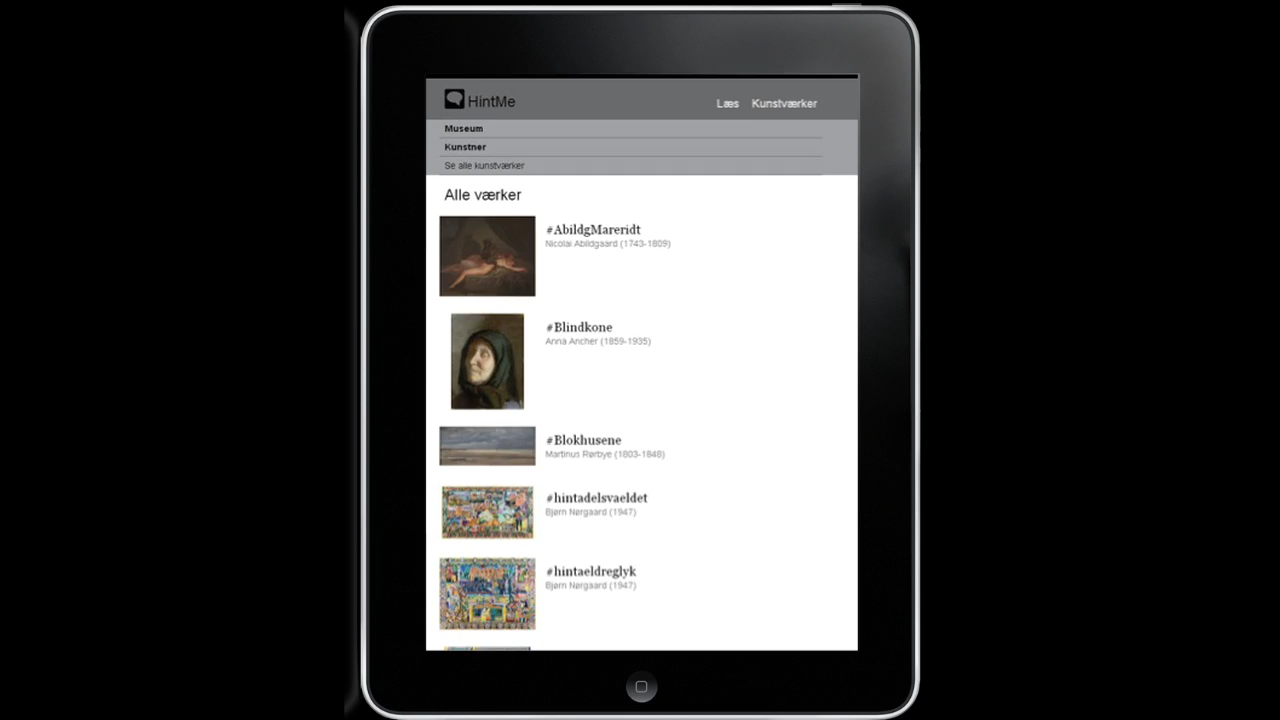 HintMe
Læs Kunstværker
Museum
Kunstner
Se alle kunstværker
Alle værker
#AbildgMareridt
Nicolai Abildgaard (1743-1809)
#Blindkone
Anna Ancher (1859-1935)
#Blokhusene
Martinus Rørbye (1803-1848)
#hintadelsvaeldet
Bjørn Nørgaard (1947)
#hintaeldreglyk
Bjørn Nørgaard (1947)